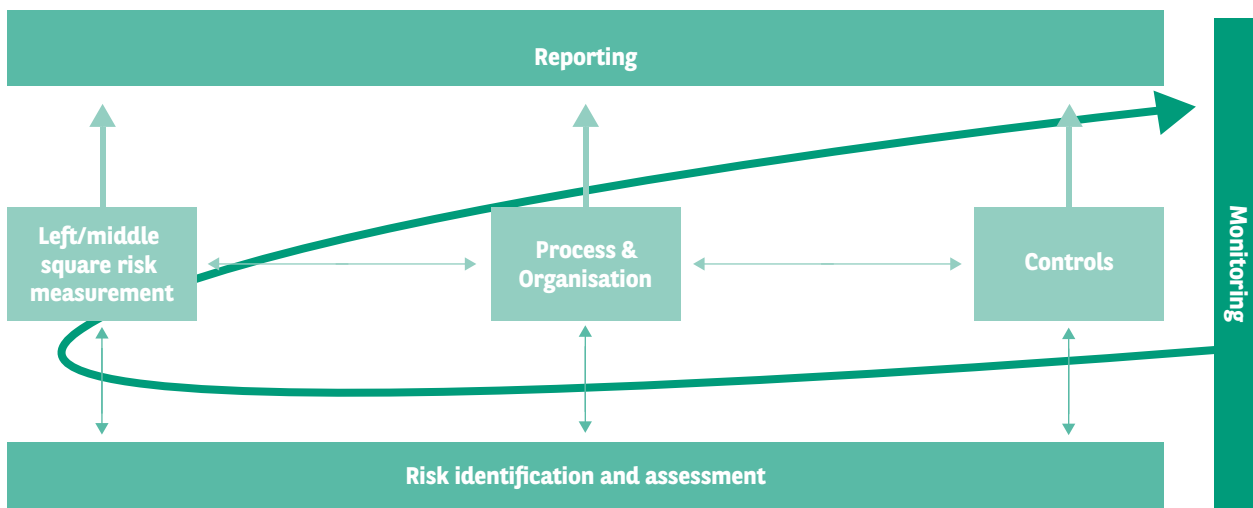 Reporting
Left/middle
square risk
measurement
Process &
Organisation
Controls
Monitoring
Risk identification and assessment